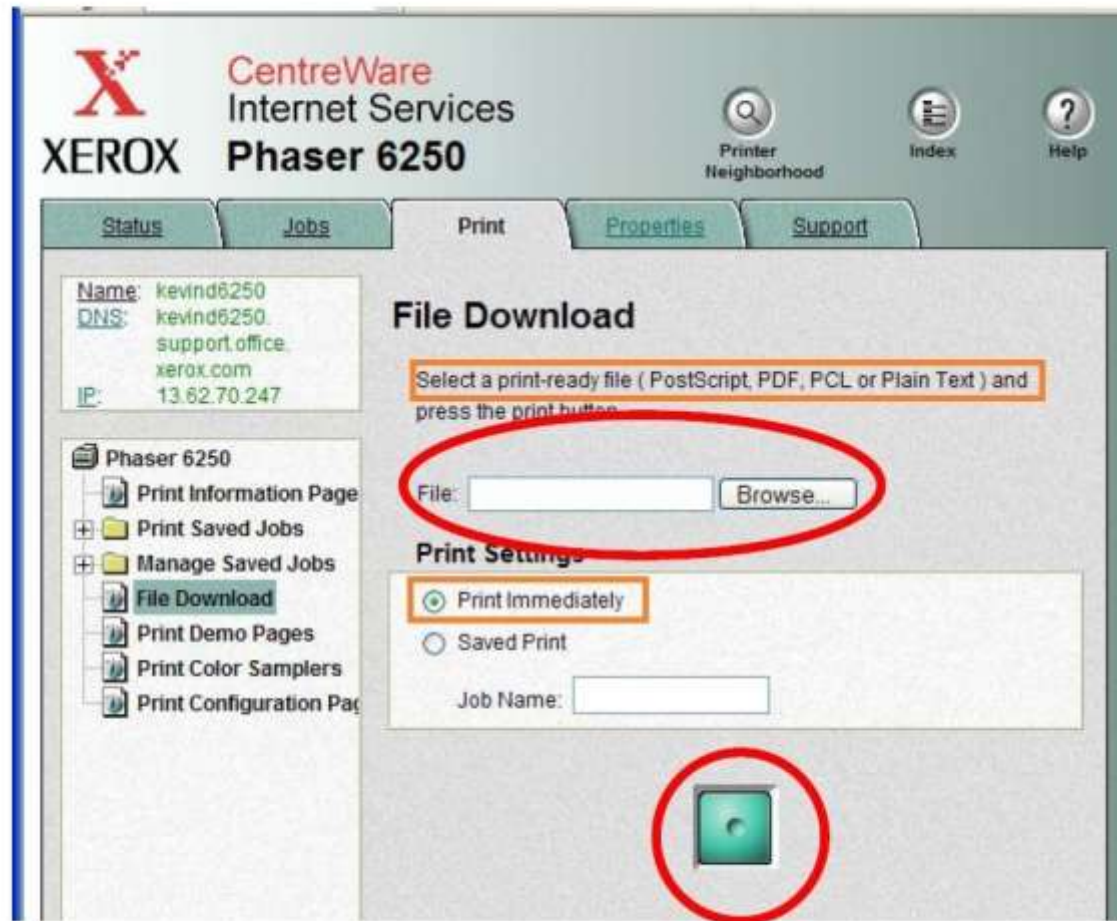 CentreWare
Internet Services
XEROX Phaser 6250
Printer
Neighborhood
Index
Help
Status
Jobs
Print
Properties
Support
Name: kevind6250
DNS: kevind6250.
support.office.
xerox.com
IP: 13.62.70.247
Phaser 6250
Print Information Page
Print Saved Jobs
Manage Saved Jobs
File Download
Print Demo Pages
Print Color Samplers
Print Configuration Pag
File Download
Select a print-ready file ( PostScript, PDF, PCL or Plain Text ) and
press the print button
File: Browse...
Print Settings
Print Immediately
Saved Print
Job Name: